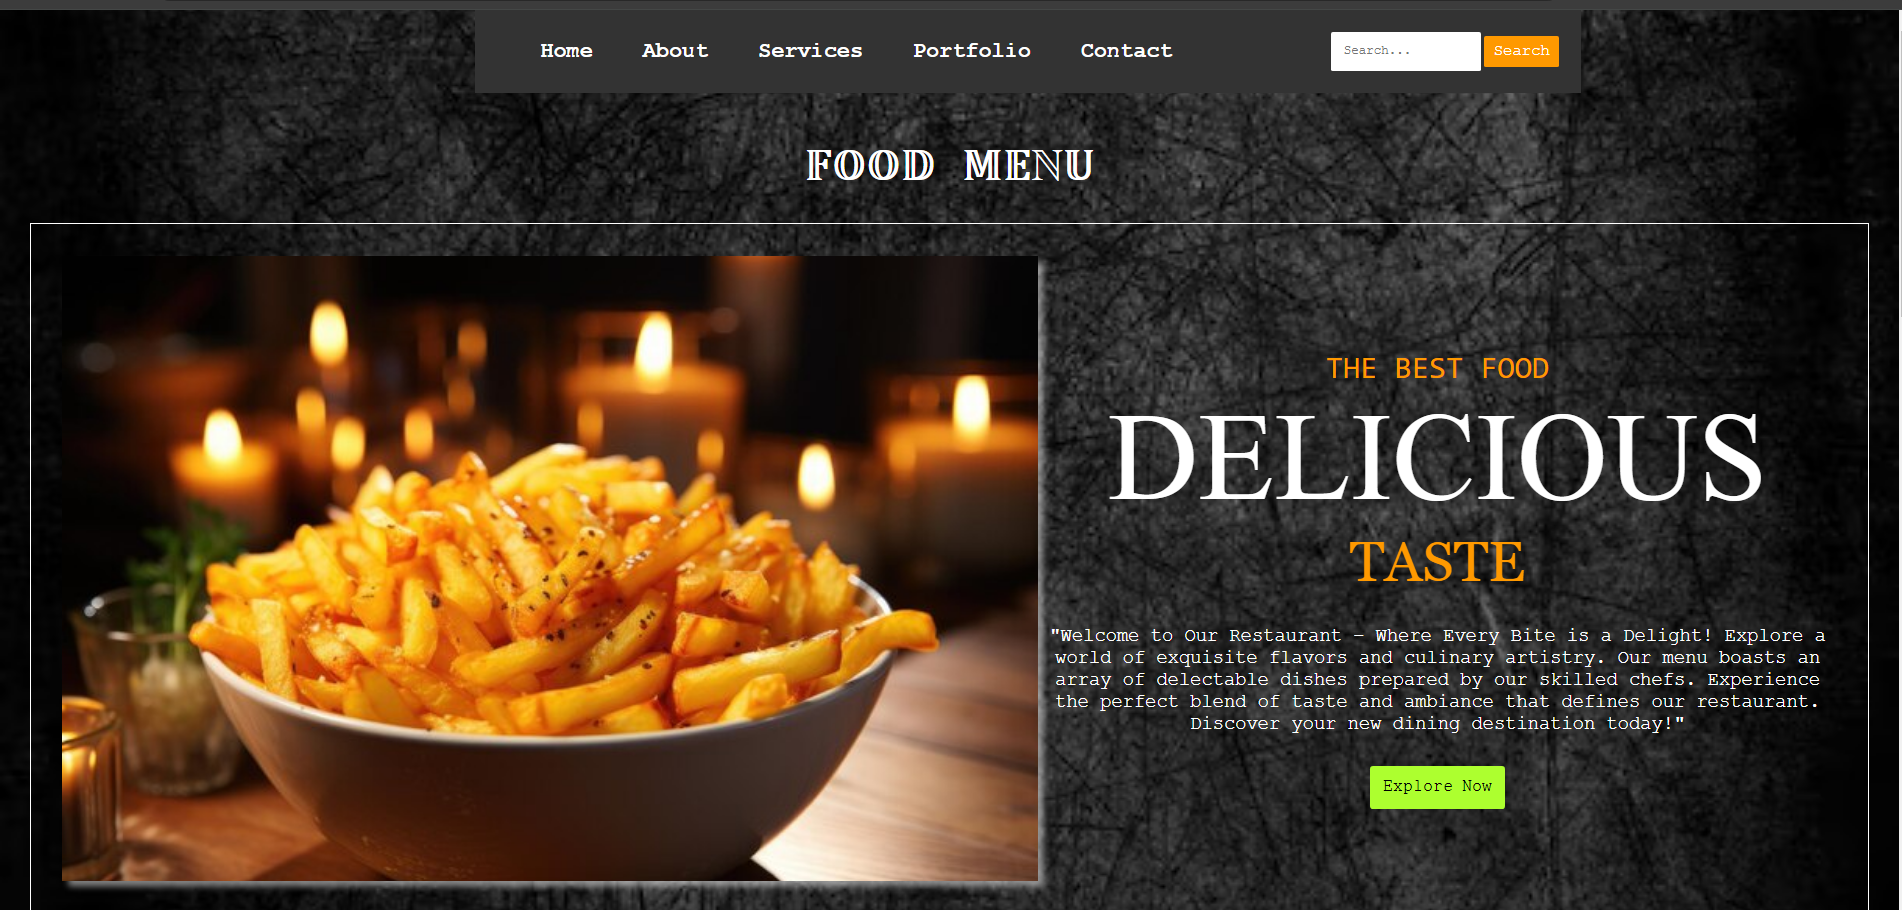 Home About Services Portfolio Contact Search... Search
FOOD MENU
THE BEST FOOD
DELICIOUS
TASTE
"Welcome to Our Restaurant – Where Every Bite is a Delight! Explore a
world of exquisite flavors and culinary artistry. Our menu boasts an
array of delectable dishes prepared by our skilled chefs. Experience
the perfect blend of taste and ambiance that defines our restaurant.
Discover your new dining destination today!"
Explore Now